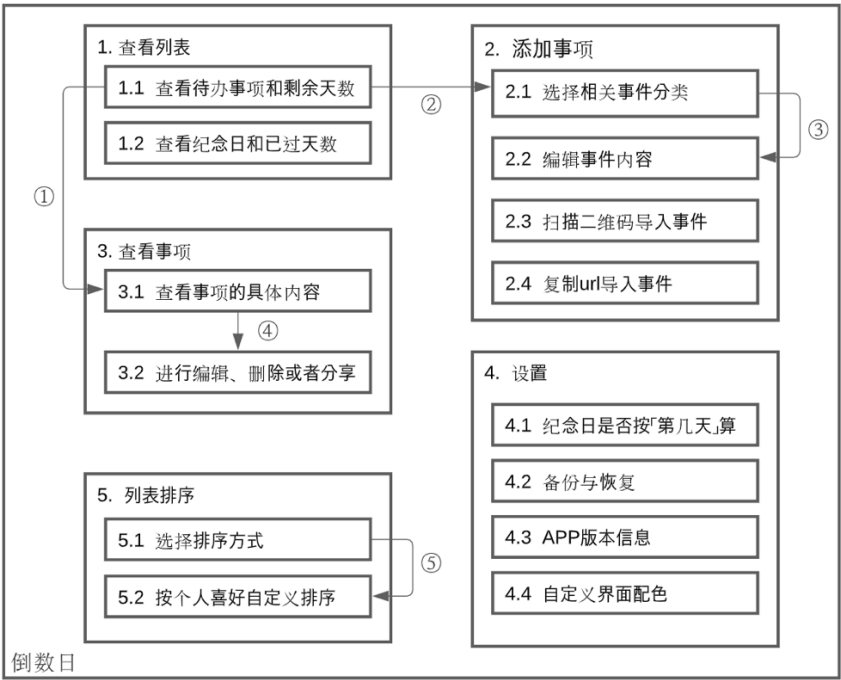 1. 查看列表
1.1 查看待办事项和剩余天数
1.2 查看纪念日和已过天数
①
②
2. 添加事项
2.1 选择相关事件分类
2.2 编辑事件内容
2.3 扫描二维码导入事件
2.4 复制url导入事件
③
3. 查看事项
3.1 查看事项的具体内容
④
3.2 进行编辑、删除或者分享
4. 设置
4.1 纪念日是否按「第几天」算
4.2 备份与恢复
4.3 APP版本信息
4.4 自定义界面配色
5. 列表排序
5.1 选择排序方式
5.2 按个人喜好自定义排序
⑤
倒数日